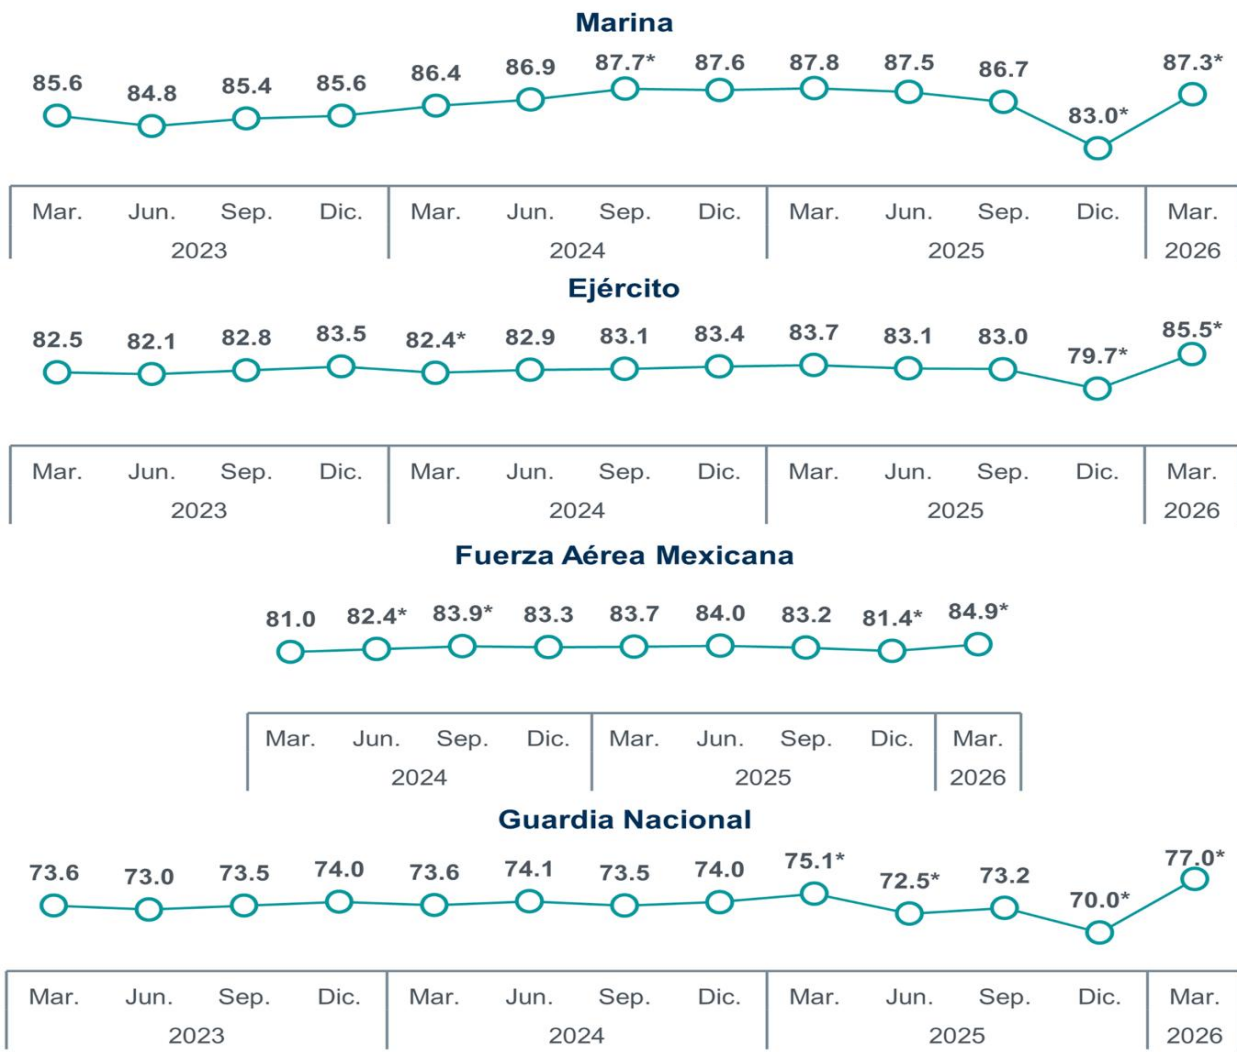 Marina
85.6 84.8 85.4 85.6 86.4 86.9 87.7* 87.6 87.8 87.5 86.7 83.0* 87.3*
Mar. Jun. Sep. Dic. Mar. Jun. Sep. Dic. Mar. Jun. Sep. Dic. Mar.
2023 2024 2025 2026
Ejército
82.5 82.1 82.8 83.5 82.4* 82.9 83.1 83.4 83.7 83.1 83.0 79.7* 85.5*
Mar. Jun. Sep. Dic. Mar. Jun. Sep. Dic. Mar. Jun. Sep. Dic. Mar.
2023 2024 2025 2026
Fuerza Aérea Mexicana
81.0 82.4* 83.9* 83.3 83.7 84.0 83.2 81.4* 84.9*
Mar. Jun. Sep. Dic. Mar. Jun. Sep. Dic. Mar.
2024 2025 2026
Guardia Nacional
73.6 73.0 73.5 74.0 73.6 74.1 73.5 74.0 75.1* 72.5* 73.2 70.0* 77.0*
Mar. Jun. Sep. Dic. Mar. Jun. Sep. Dic. Mar. Jun. Sep. Dic. Mar.
2023 2024 2025 2026